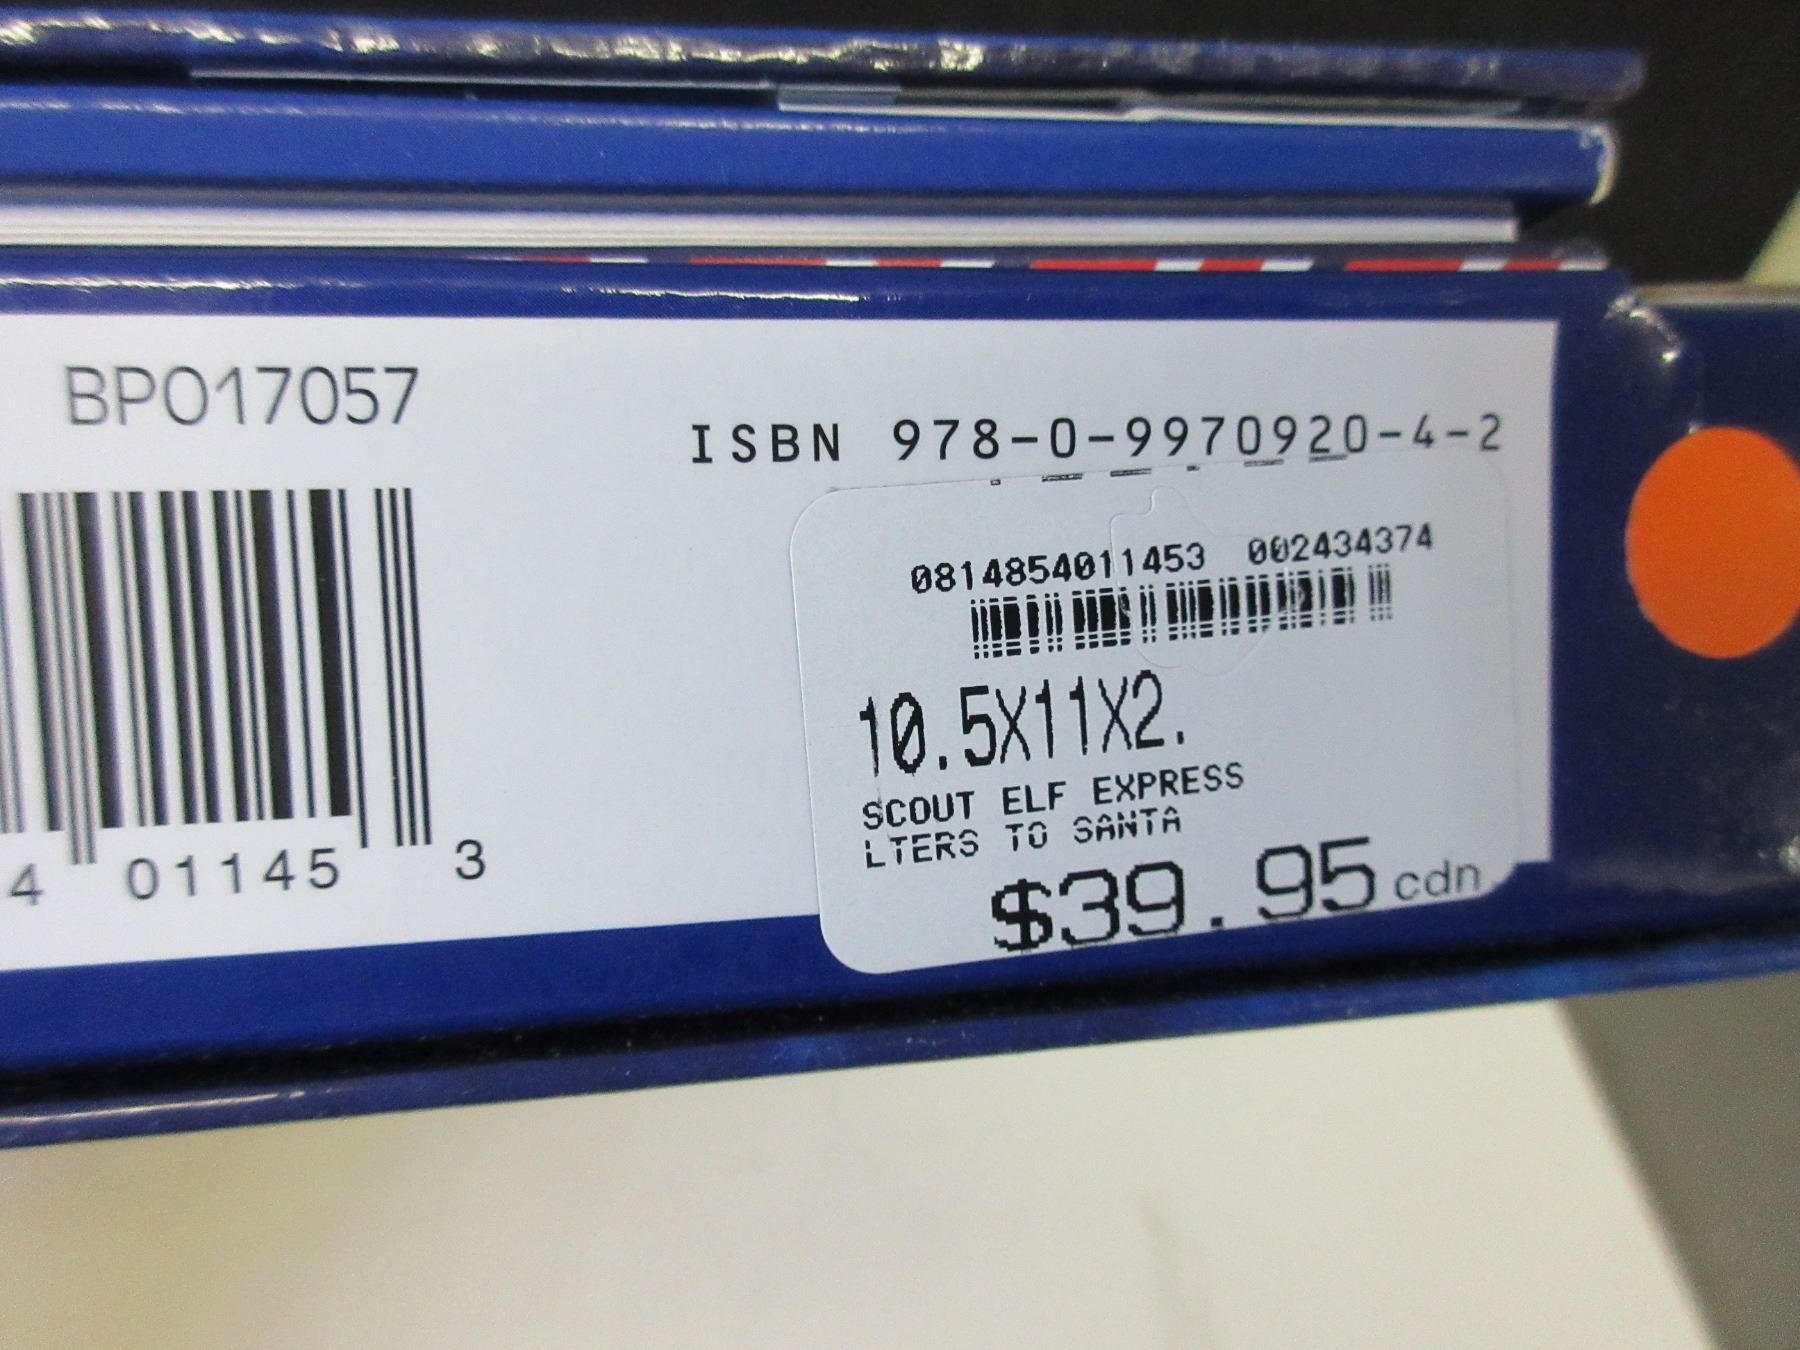 BPO17057
ISBN 978-0-9970920-4-2
0814854011453 002434374
10.5X11X2.
SCOUT ELF EXPRESS
LTERS TO SANTA
$39.95 cdn
4 01145 3